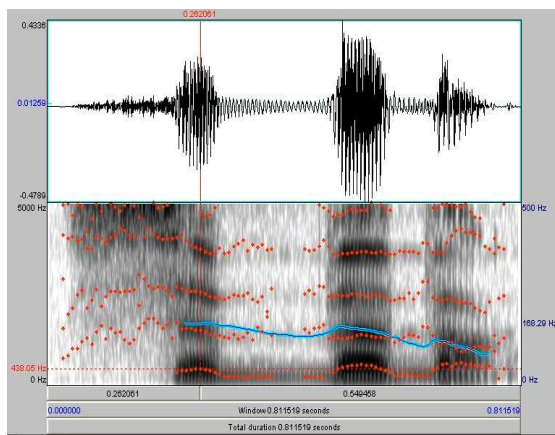 0.262061
0.4336
0.01259
-0.4789
5000 Hz 500 Hz
168.29 Hz
438.05 Hz
0 Hz 0 Hz
0.262061 0.549458
0.000000 Window 0.811519 seconds 0.811519
Total duration 0.811519 seconds